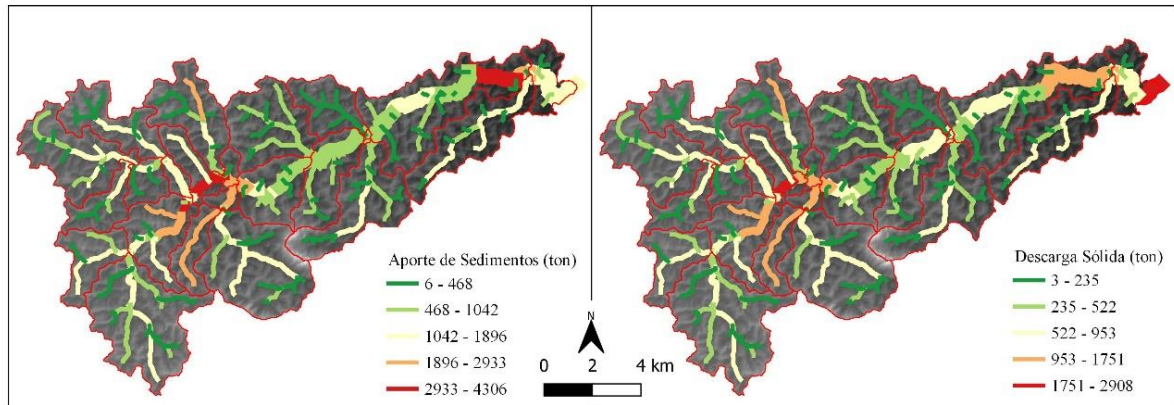 Aporte de Sedimentos (ton)
6 - 468
468 - 1042
1042 - 1896
1896 - 2933
2933 - 4306
N
0 2 4 km
Descarga Sólida (ton)
3 - 235
235 - 522
522 - 953
953 - 1751
1751 - 2908